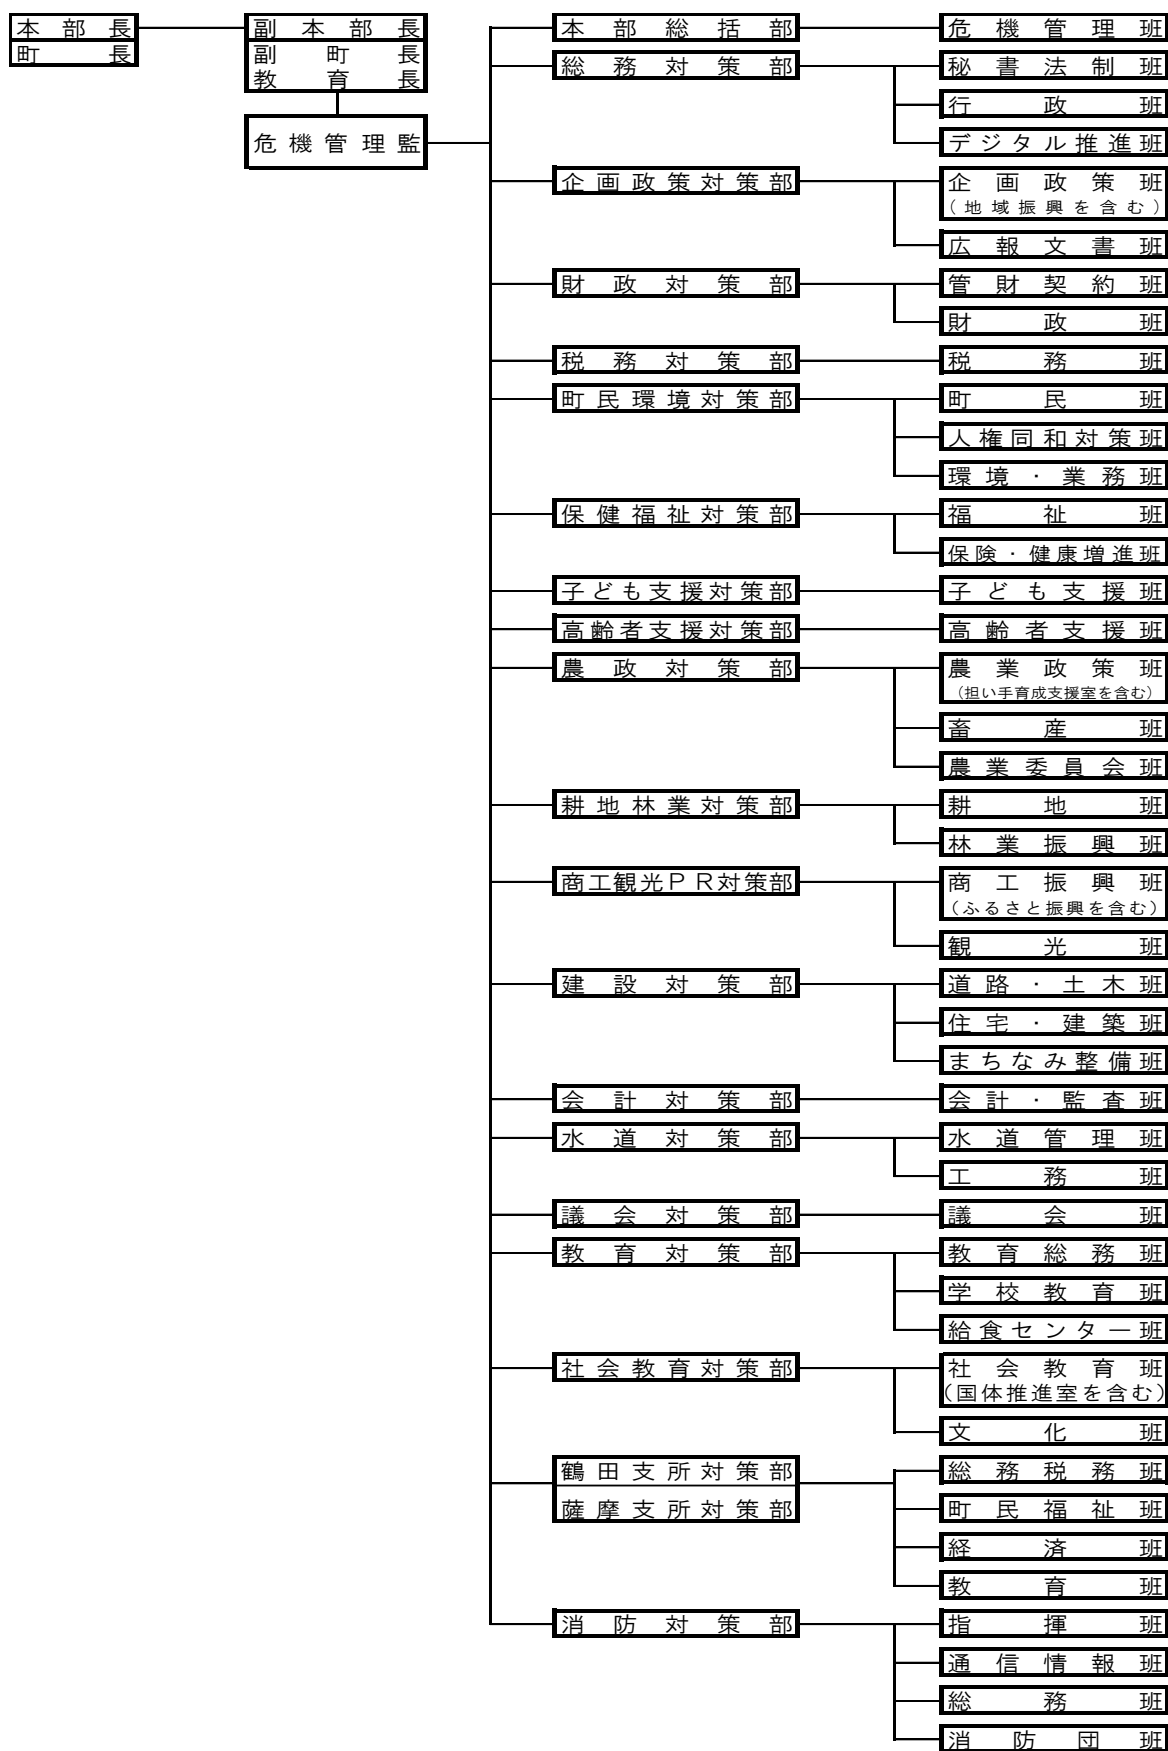 本部長
町長
副本部長
副町長
教育長
危機管理監
本部総括部
危機管理班
総務対策部
秘書法制班
行政班
デジタル推進班
企画政策対策部
企画政策班
(地域振興を含む)
広報文書班
財政対策部
管財契約班
財政班
税務対策部
税務班
町民環境対策部
町民班
人権同和対策班
環境・業務班
保健福祉対策部
福祉班
保険・健康増進班
子ども支援対策部
子ども支援班
高齢者支援対策部
高齢者支援班
農政対策部
農業政策班
(担い手育成支援室を含む)
畜産班
農業委員会班
耕地林業対策部
耕地班
林業振興班
商工観光PR対策部
商工振興班
(ふるさと振興を含む)
観光班
建設対策部
道路・土木班
住宅・建築班
まちなみ整備班
会計対策部
会計・監査班
水道対策部
水道管理班
工務班
議会対策部
議会班
教育対策部
教育総務班
学校教育班
給食センター班
社会教育対策部
社会教育班
(国体推進室を含む)
文化班
鶴田支所対策部
薩摩支所対策部
総務税務班
町民福祉班
経済班
教育班
消防対策部
指揮班
通信情報班
総務班
消防団班